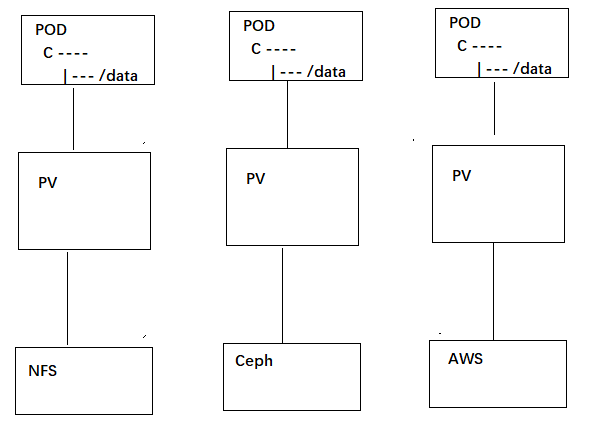 POD
C ----
|--- /data
POD
C ----
|--- /data
POD
C ----
|--- /data
PV
PV
PV
NFS
Ceph
AWS